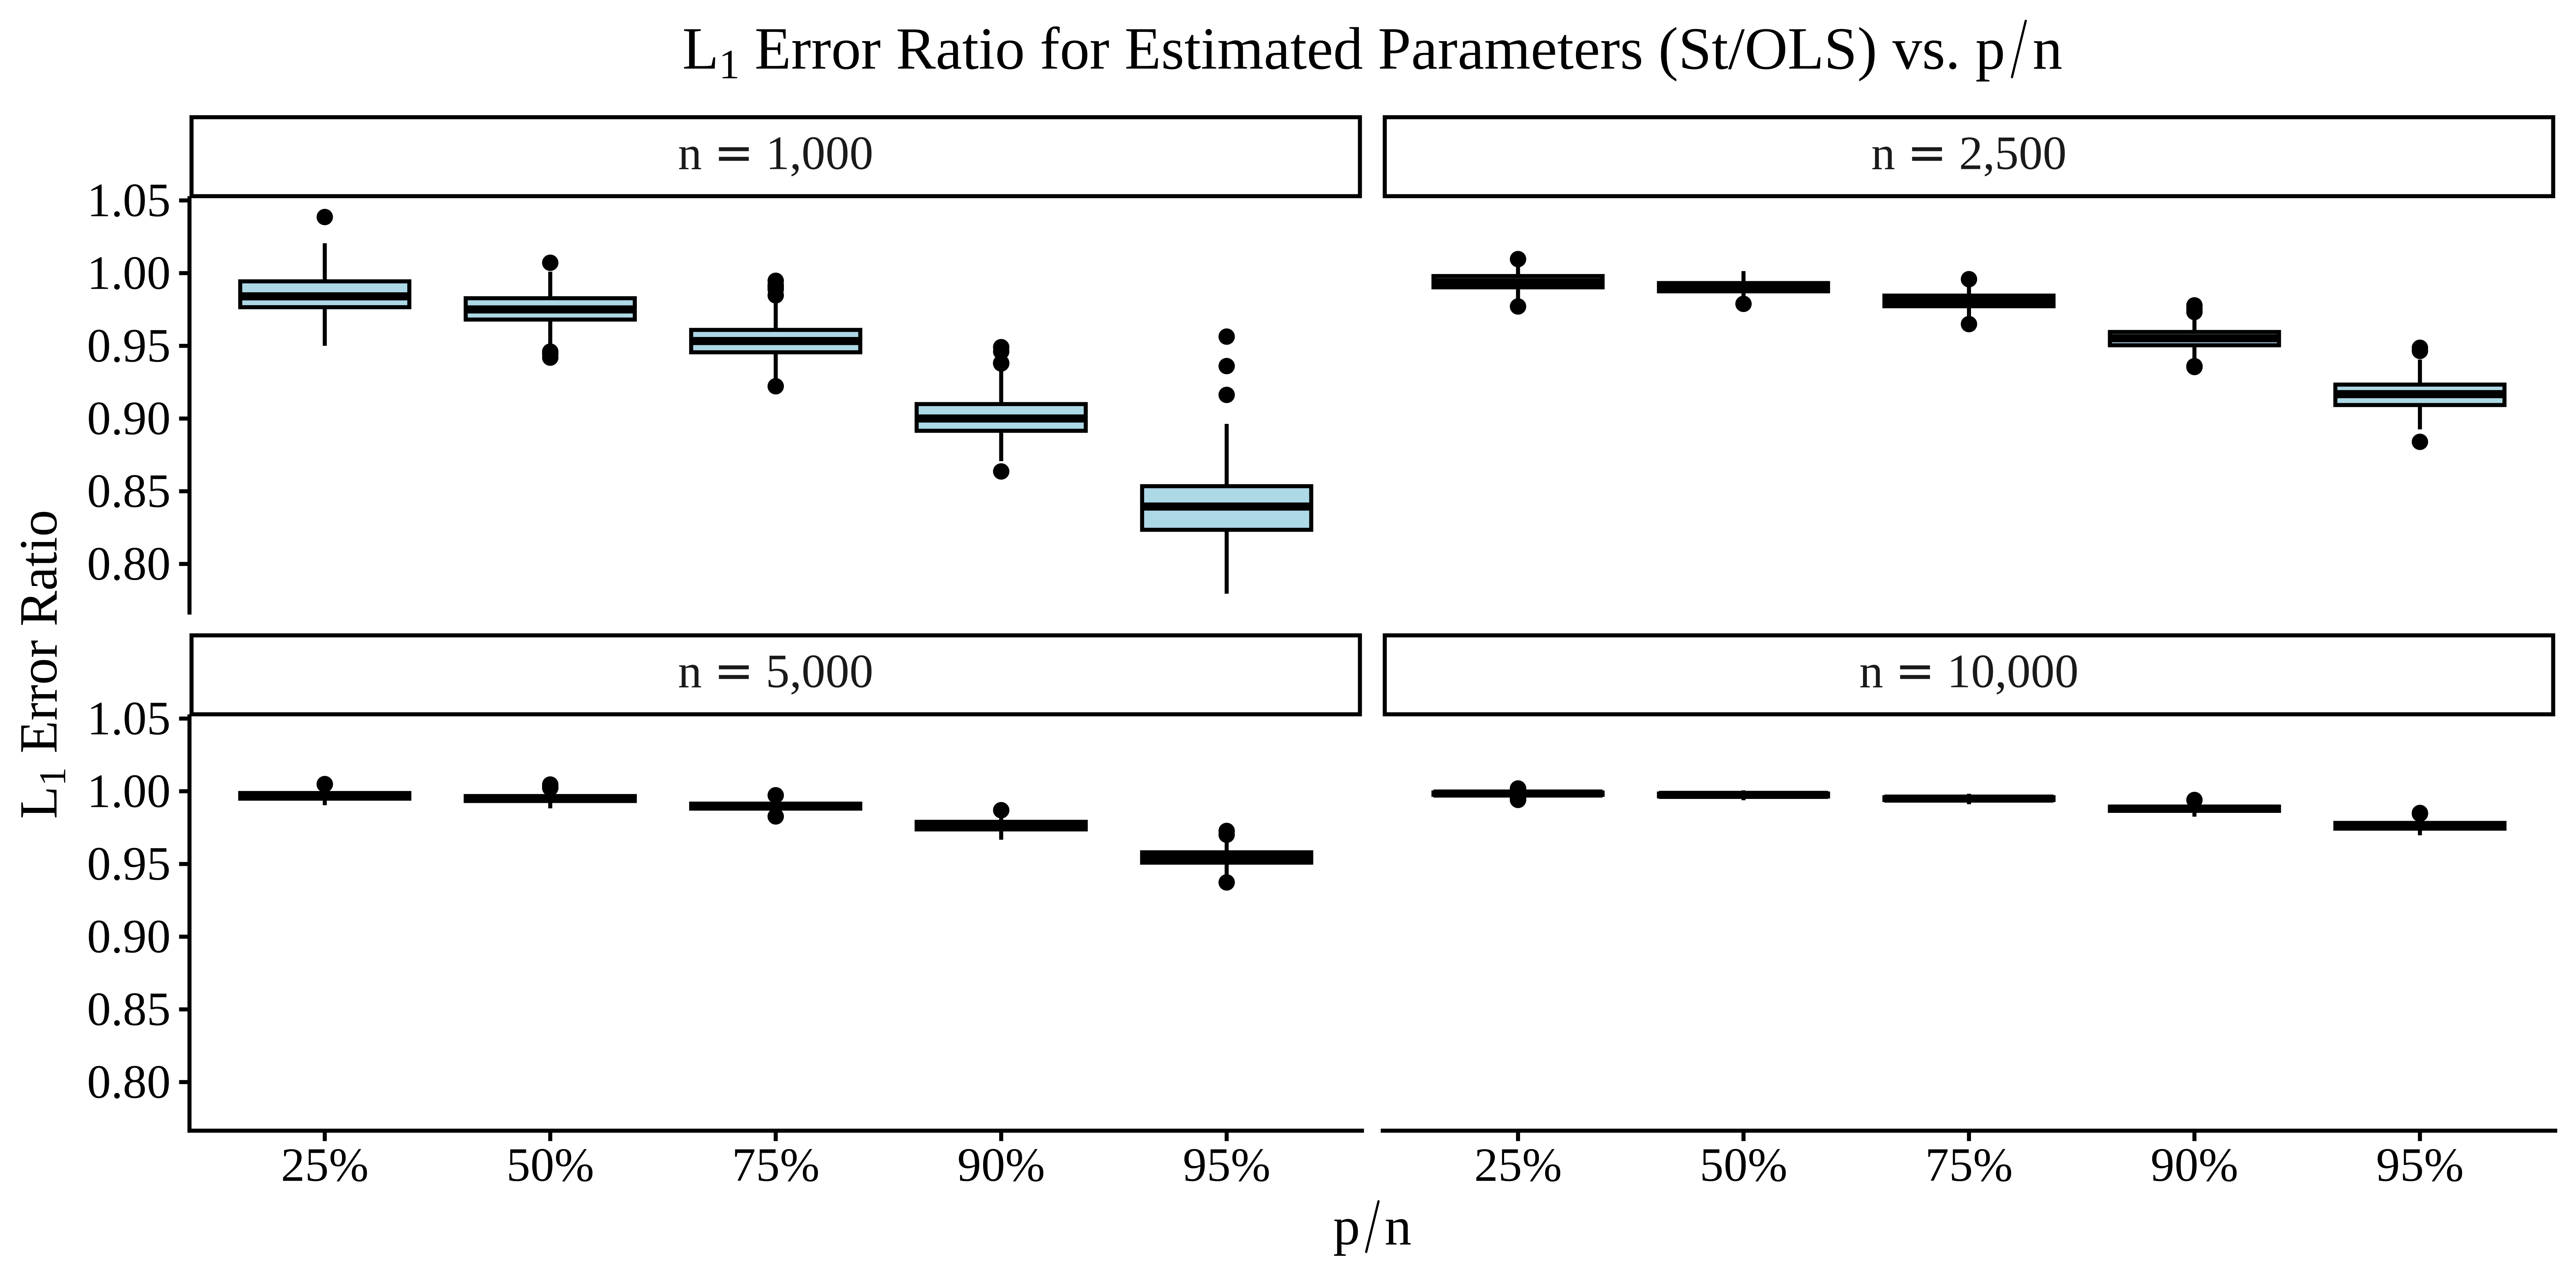 L₁ Error Ratio for Estimated Parameters (St/OLS) vs. p/n
n = 1,000
n = 2,500
1.05
1.00
0.95
0.90
0.85
0.80
n = 5,000
n = 10,000
1.05
1.00
0.95
0.90
0.85
0.80
L₁ Error Ratio
25% 50% 75% 90% 95%
25% 50% 75% 90% 95%
p/n